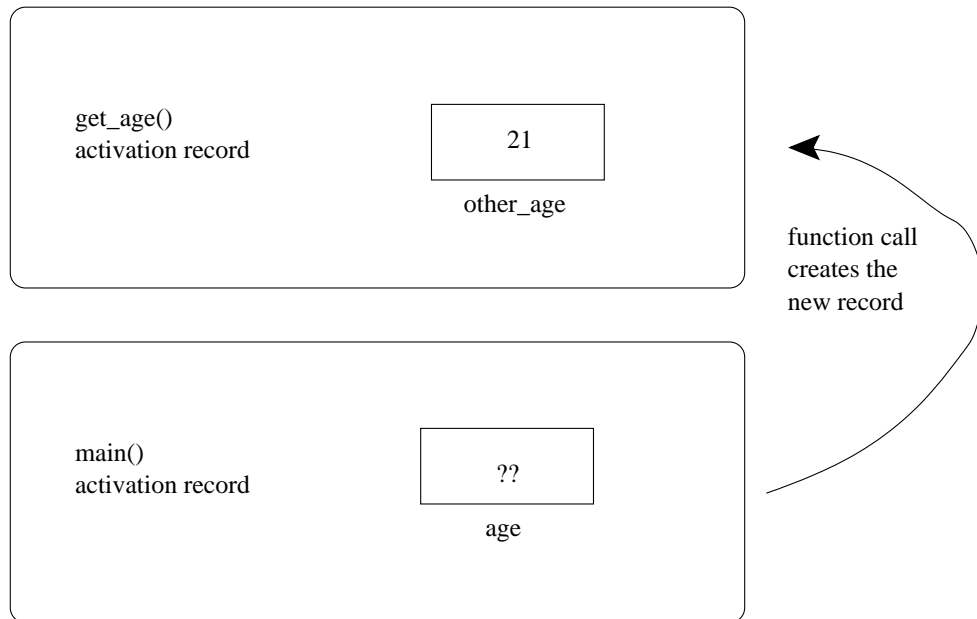 get_age()
activation record
21
other_age
function call
creates the
new record
main()
activation record
??
age